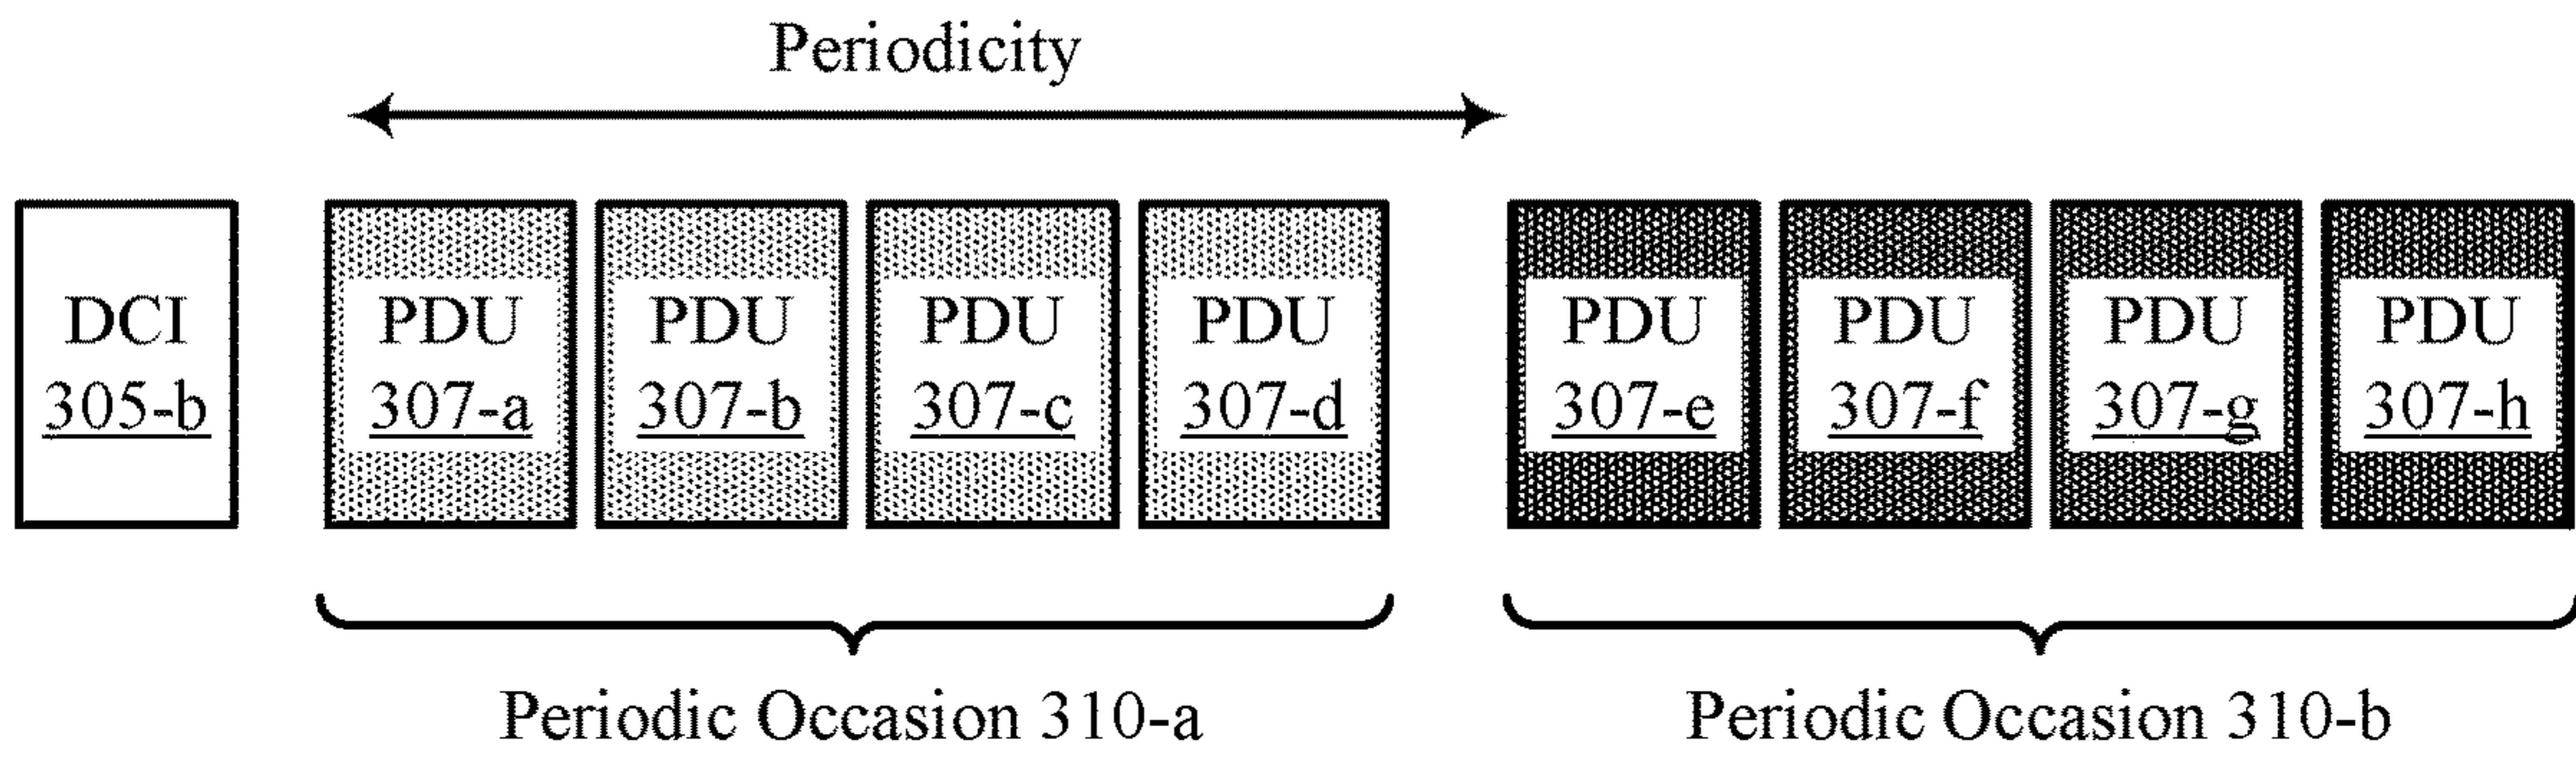 Periodicity
DCI
305-b
PDU
307-a
PDU
307-b
PDU
307-c
PDU
307-d
PDU
307-e
PDU
307-f
PDU
307-g
PDU
307-h
Periodic Occasion 310-a
Periodic Occasion 310-b